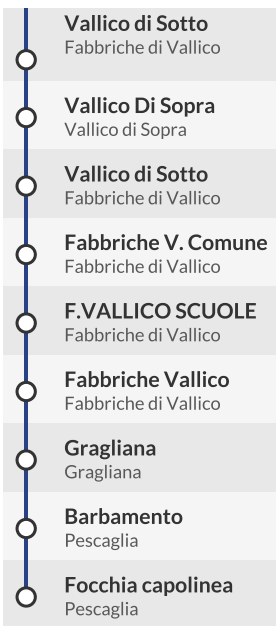 Vallico di Sotto
Fabbriche di Vallico
Vallico Di Sopra
Vallico di Sopra
Vallico di Sotto
Fabbriche di Vallico
Fabbriche V. Comune
Fabbriche di Vallico
F.VALLICO SCUOLE
Fabbriche di Vallico
Fabbriche Vallico
Fabbriche di Vallico
Gragliana
Gragliana
Barbamento
Pescaglia
Focchia capolinea
Pescaglia